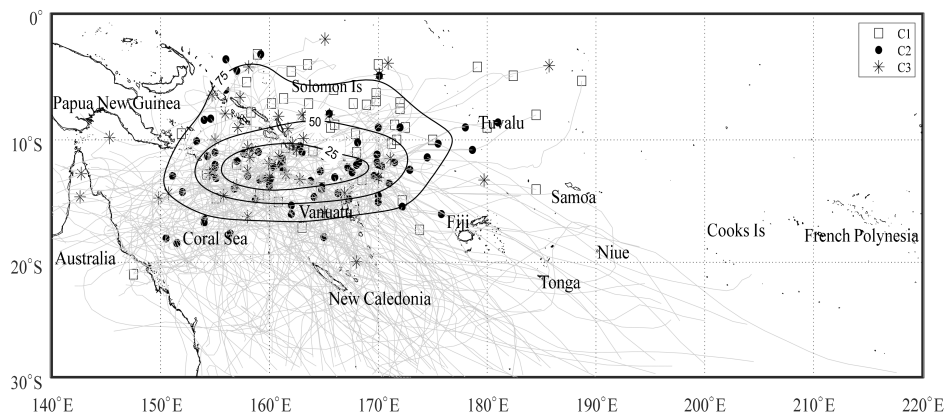 0°
C1
C2
C3
75
Solomon Is
Papua New Guinea
50
Tuvalu
10°S
25
Samoa
Vanuatu
Fiji
Coral Sea
Cooks Is
French Polynesia
Australia
Niue
20°S
Tonga
New Caledonia
30°S
140°E 150°E 160°E 170°E 180°E 190°E 200°E 210°E 220°E